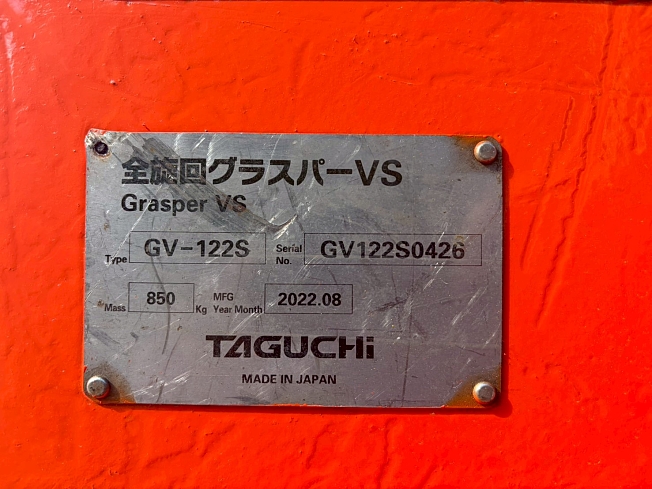 全旋回グラスパーVS
Grasper VS
Type GV-122S Serial No. GV122S0426
Mass 850 Kg MFG Year Month 2022.08
TAGUCHi
MADE IN JAPAN